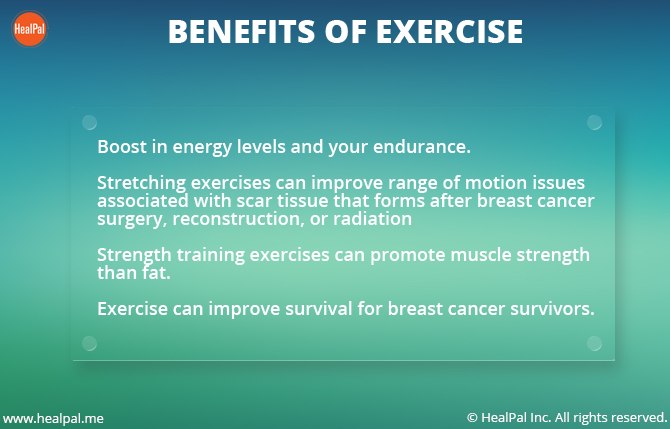 HealPal
BENEFITS OF EXERCISE
Boost in energy levels and your endurance.
Stretching exercises can improve range of motion issues
associated with scar tissue that forms after breast cancer
surgery, reconstruction, or radiation
Strength training exercises can promote muscle strength
than fat.
Exercise can improve survival for breast cancer survivors.
www.healpal.me
© HealPal Inc. All rights reserved.